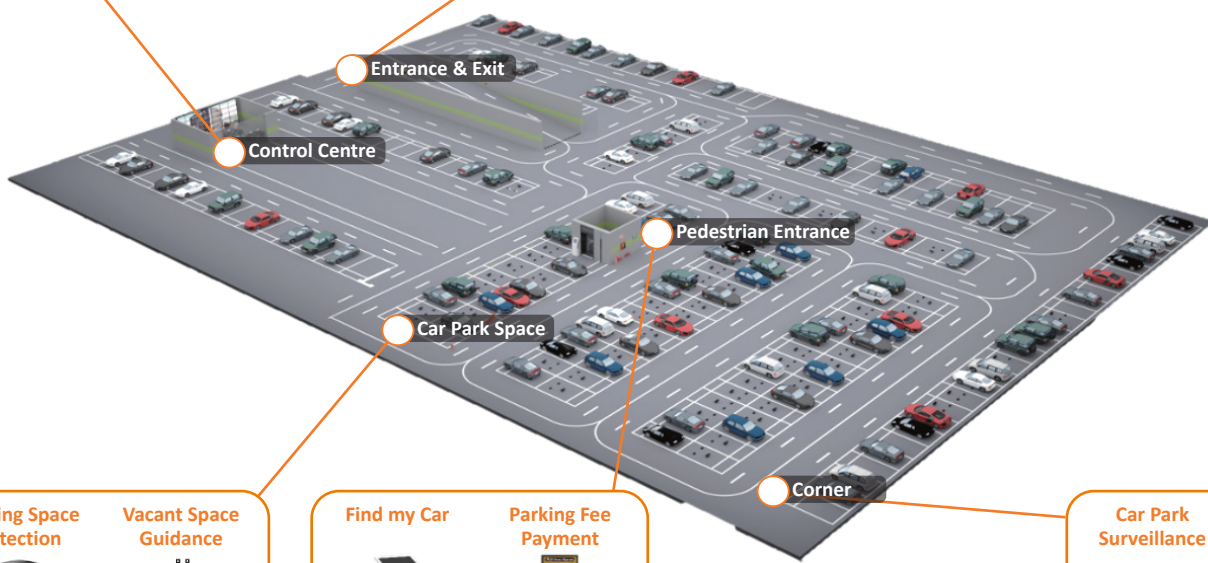 Entrance & Exit
Control Centre
Pedestrian Entrance
Car Park Space
Corner
Space
Vacant Space
Guidance
Find my Car
Parking Fee
Payment
Car Park
Surveillance